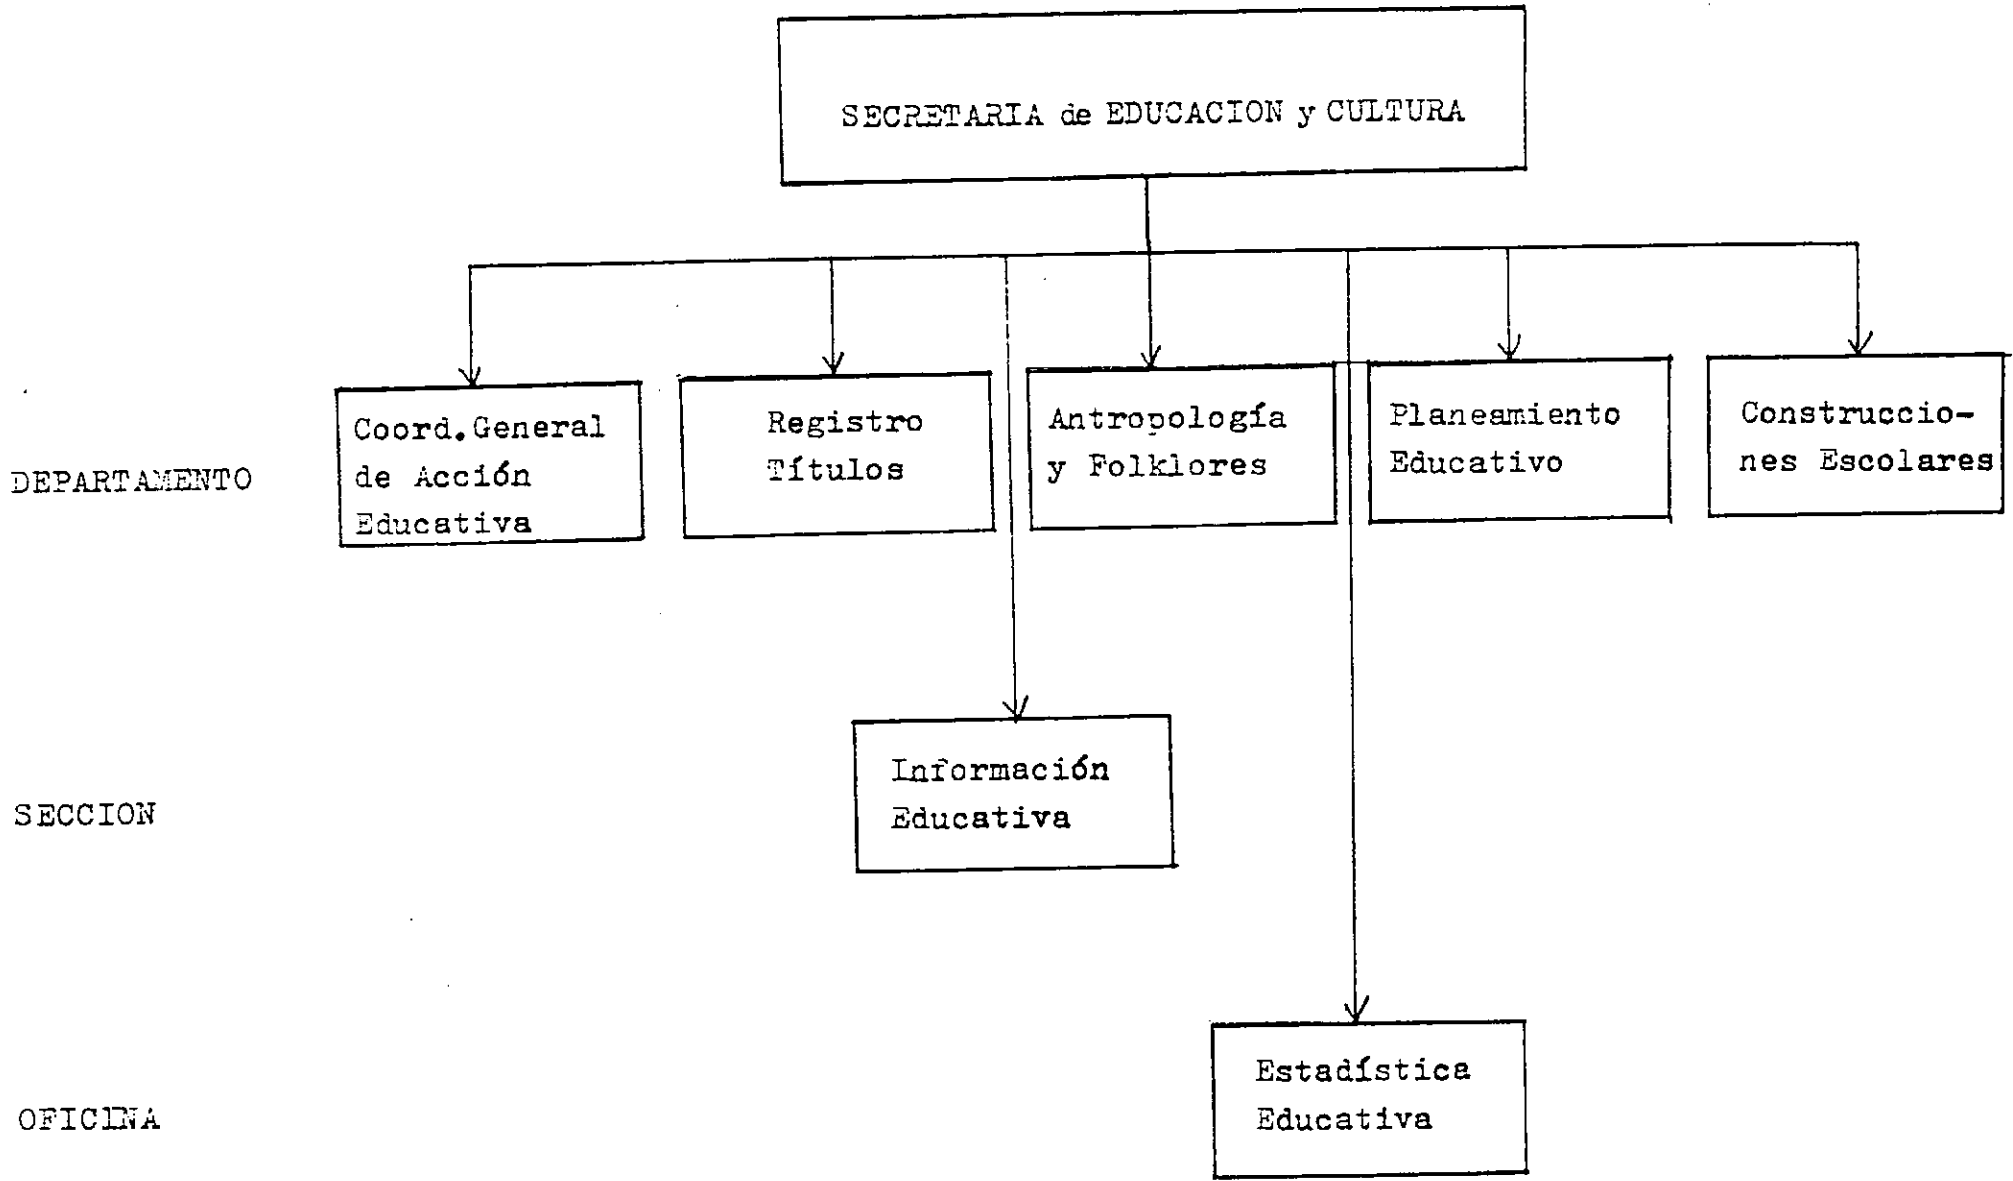 SECRETARIA de EDUCACION y CULTURA
DEPARTAMENTO
Coord.General
de Acción
Educativa
Registro
Títulos
Antropología
y Folklores
Planeamiento
Educativo
Construccio-
nes Escolares
SECCION
Información
Educativa
OFICINA
Estadística
Educativa